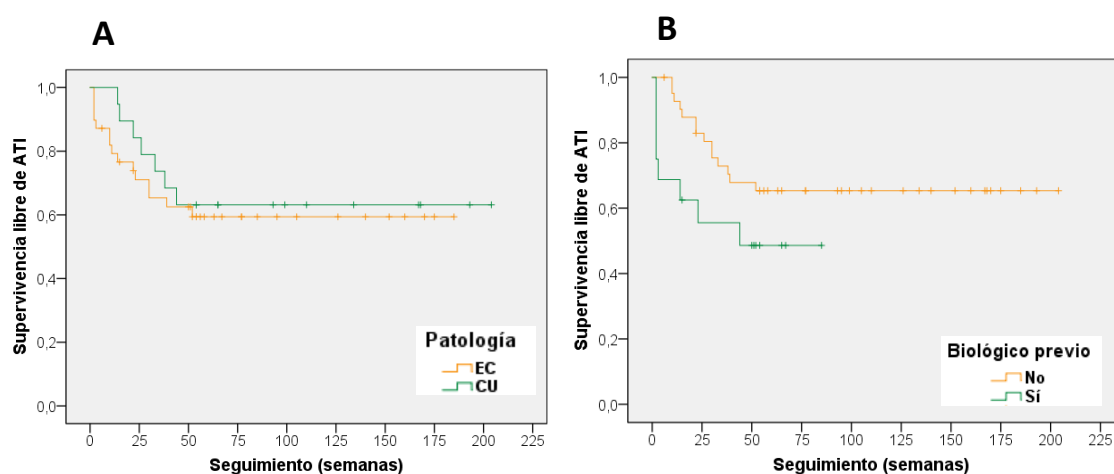 A
Supervivencia libre de ATI
1,0
0,8
0,6
0,4
0,2
0,0
Patología
EC
CU
0 25 50 75 100 125 150 175 200 225
Seguimiento (semanas)
B
Supervivencia libre de ATI
1,0
0,8
0,6
0,4
0,2
0,0
Biológico previo
No
Sí
0 25 50 75 100 125 150 175 200 225
Seguimiento (semanas)